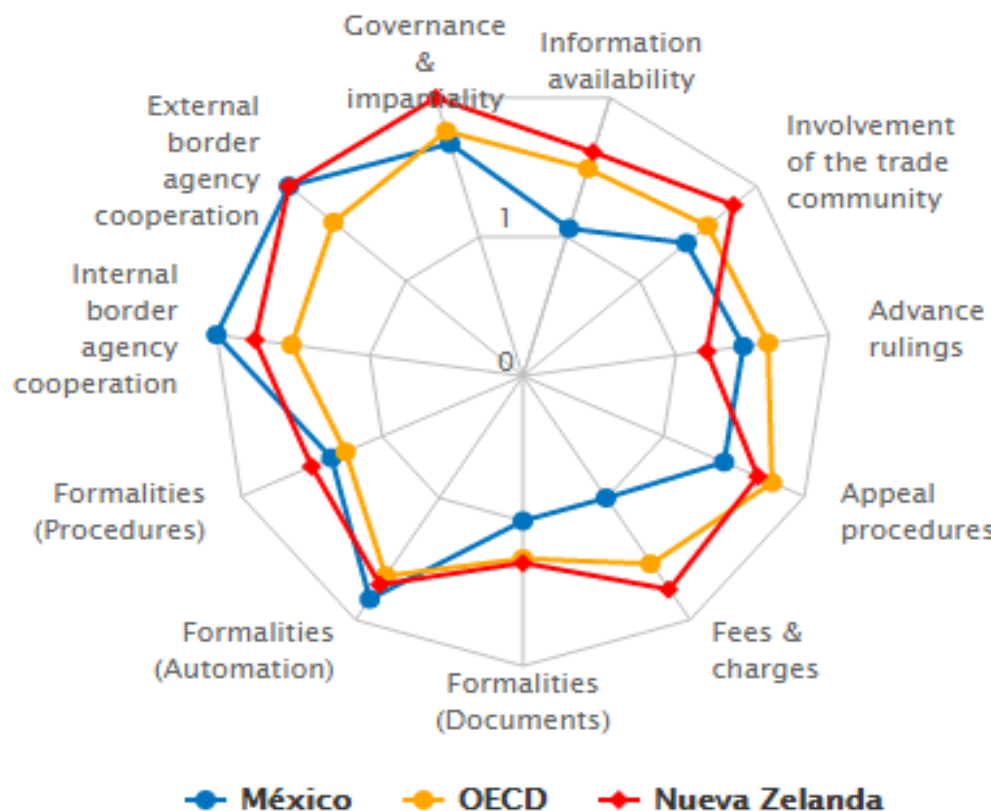 Governance
&
impartiality
Information
availability
External
border
agency
cooperation
Involvement
of the trade
community
1
Internal
border
agency
cooperation
Advance
rulings
0
Formalities
(Procedures)
Appeal
procedures
Formalities
(Automation)
Fees &
charges
Formalities
(Documents)
México
OECD
Nueva Zelanda